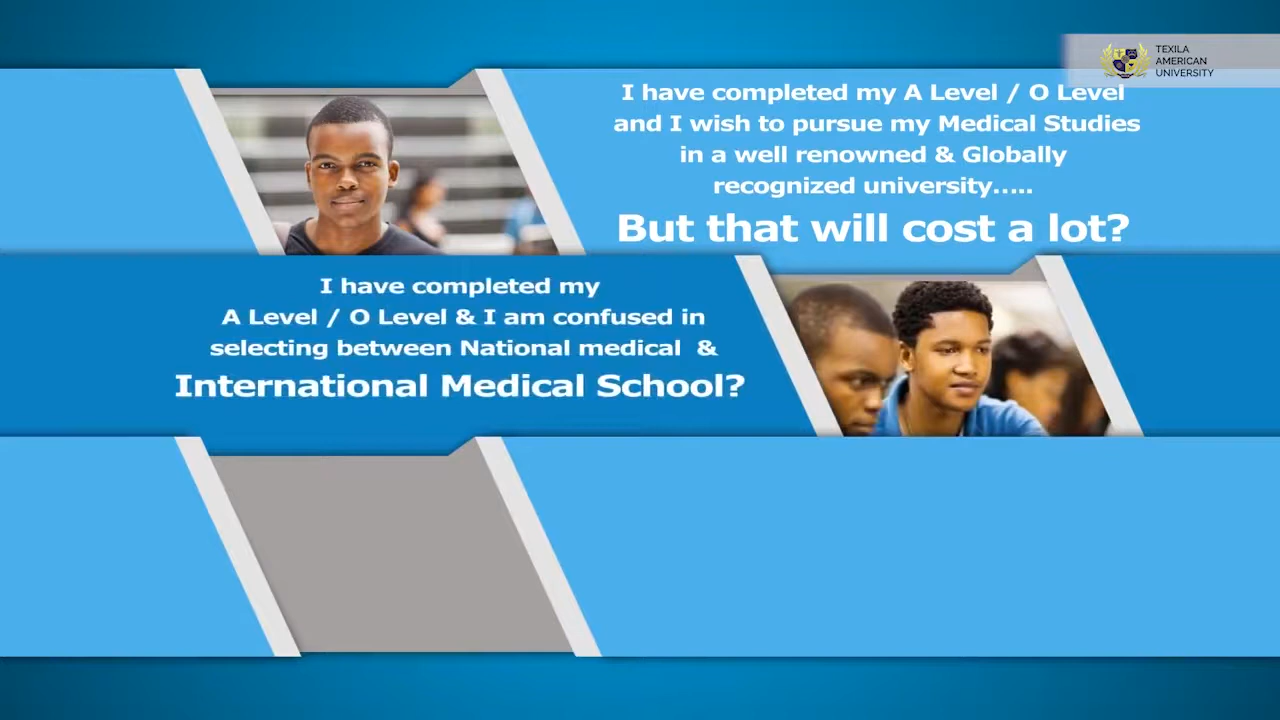 TEXILA
AMERICAN
UNIVERSITY
I have completed my A Level / O Level
and I wish to pursue my Medical Studies
in a well renowned & Globally
recognized university.....
But that will cost a lot?
I have completed my
A Level / O Level & I am confused in
selecting between National medical &
International Medical School?